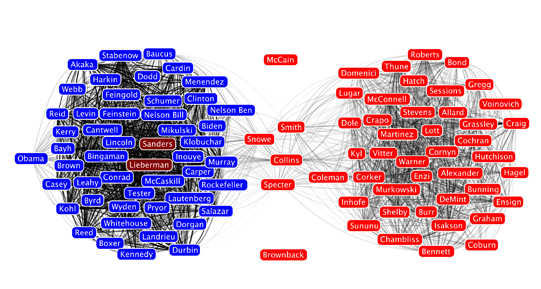 Stabenow
Baucus
Akaka
Cardin
Harkin
Dodd
Menendez
Webb
Feingold
Schumer
Clinton
Reid
Levin
Feinstein
Nelson Bill
Nelson Ben
Kerry
Cantwell
Mikulski
Biden
Bayh
Lincoln
Sanders
Klobuchar
Obama
Brown
Bingaman
Lieberman
Inouye
Murray
Casey
Leahy
Conrad
McCaskill
Carper
Rockefeller
Kohl
Byrd
Tester
Wyden
Pryor
Lautenberg
Salazar
Reed
Whitehouse
Landrieu
Dorgan
Boxer
Kennedy
Durbin
McCain
Smith
Snowe
Collins
Specter
Coleman
Brownback
Roberts
Domenici
Thune
Bond
Lugar
Hatch
Sessions
Gregg
McConnell
Voinovich
Dole
Crapo
Stevens
Allard
Grassley
Craig
Martinez
Lott
Cochran
Kyl
Vitter
Warner
Cornyn
Hutchison
Corker
Enzi
Alexander
Hagel
Murkowski
Bunning
Inhofe
Shelby
Burr
DeMint
Ensign
Sununu
Isakson
Graham
Chambliss
Bennett
Coburn